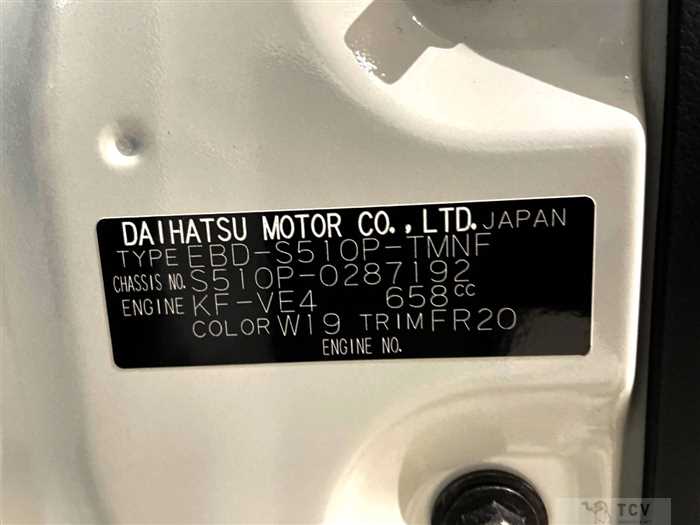 DAIHATSU MOTOR CO.,LTD. JAPAN
TYPE EBD-S510P-TMNF
CHASSIS NO. S510P-0287192
ENGINE KF-VE4 658cc
COLOR W19 TRIM FR20
ENGINE NO.
TCV